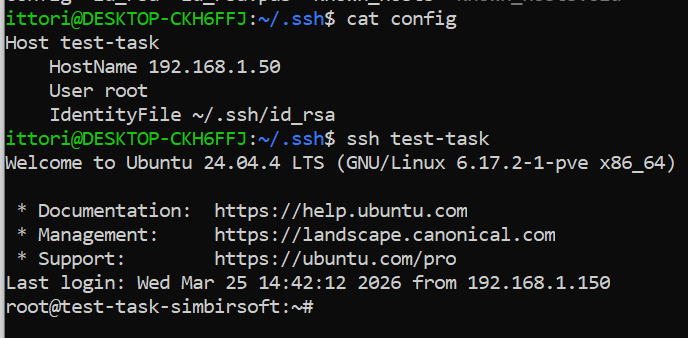 ittori@DESKTOP-CKH6FFJ:~/.ssh$ cat config
Host test-task
    HostName 192.168.1.50
    User root
    IdentityFile ~/.ssh/id_rsa
ittori@DESKTOP-CKH6FFJ:~/.ssh$ ssh test-task
Welcome to Ubuntu 24.04.4 LTS (GNU/Linux 6.17.2-1-pve x86_64)

 * Documentation:  https://help.ubuntu.com
 * Management:     https://landscape.canonical.com
 * Support:        https://ubuntu.com/pro
Last login: Wed Mar 25 14:42:12 2026 from 192.168.1.150
root@test-task-simbirsoft:~#